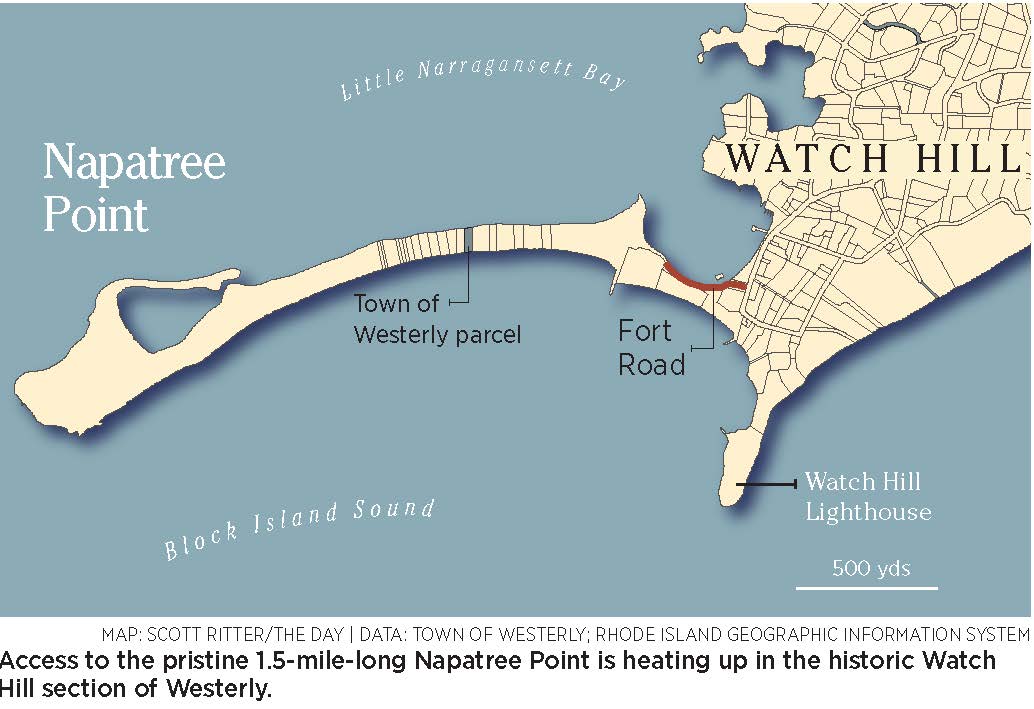 Little Narragansett Bay
Napatree
Point
WATCH HILL
Town of
Westerly parcel
Fort
Road
Watch Hill
Lighthouse
Block Island Sound
500 yds
MAP: SCOTT RITTER/THE DAY | DATA: TOWN OF WESTERLY; RHODE ISLAND GEOGRAPHIC INFORMATION SYSTEM
Access to the pristine 1.5-mile-long Napatree Point is heating up in the historic Watch
Hill section of Westerly.